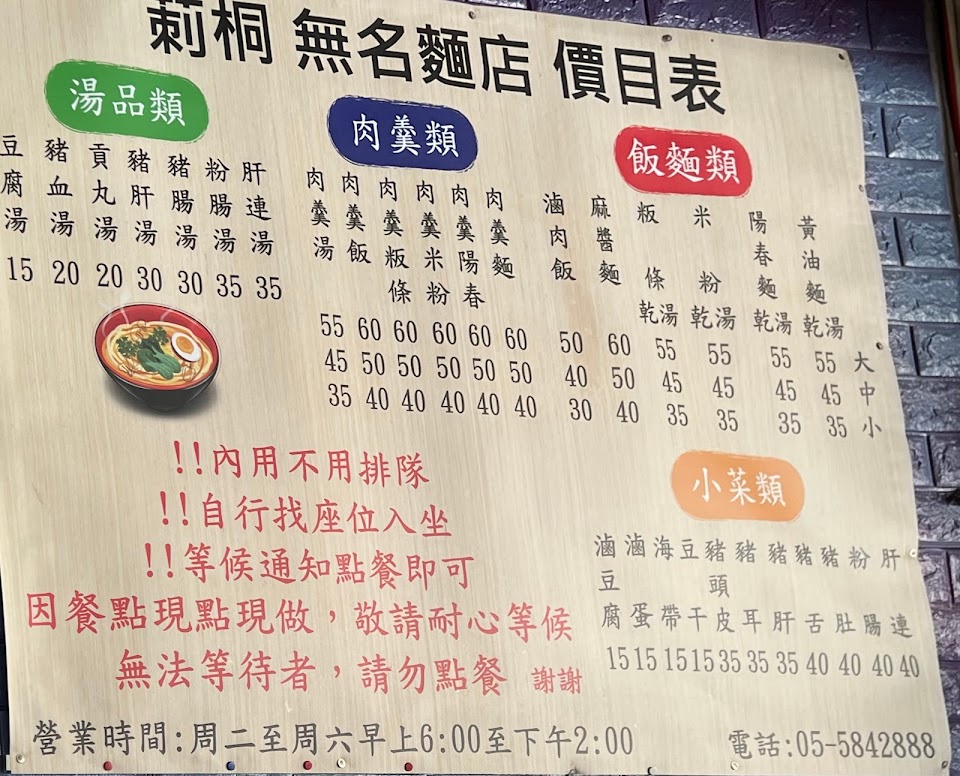 莿桐 無名麵店 價目表
湯品類
豆腐湯 15
豬血湯 20
貢丸湯 20
豬肝湯 30
豬腸湯 30
粉腸湯 35
肝連湯 35
肉羹類
肉羹湯 55 45 35
肉羹飯 60 50 40
肉羹粄條 60 50 40
肉羹米粉 60 50 40
肉羹陽春 60 50 40
肉羹麵 60 50 40
飯麵類
滷肉飯 50 40 30
麻醬麵 60 50 40
粄條 乾湯 55 45 35
米粉 乾湯 55 45 35
陽春麵 乾湯 55 45 35
黃油麵 乾湯 55 45 35
大 中 小
!!內用不用排隊
!!自行找座位入坐
!!等候通知點餐即可
因餐點現點現做，敬請耐心等候
無法等待者，請勿點餐 謝謝
小菜類
滷豆腐 15
滷蛋 15
海帶 15
豆干 15
豬頭皮 35
豬耳 35
豬肝 35
豬舌 40
豬肚 40
粉腸 40
肝連 40
營業時間:周二至周六早上6:00至下午2:00
電話:05-5842888